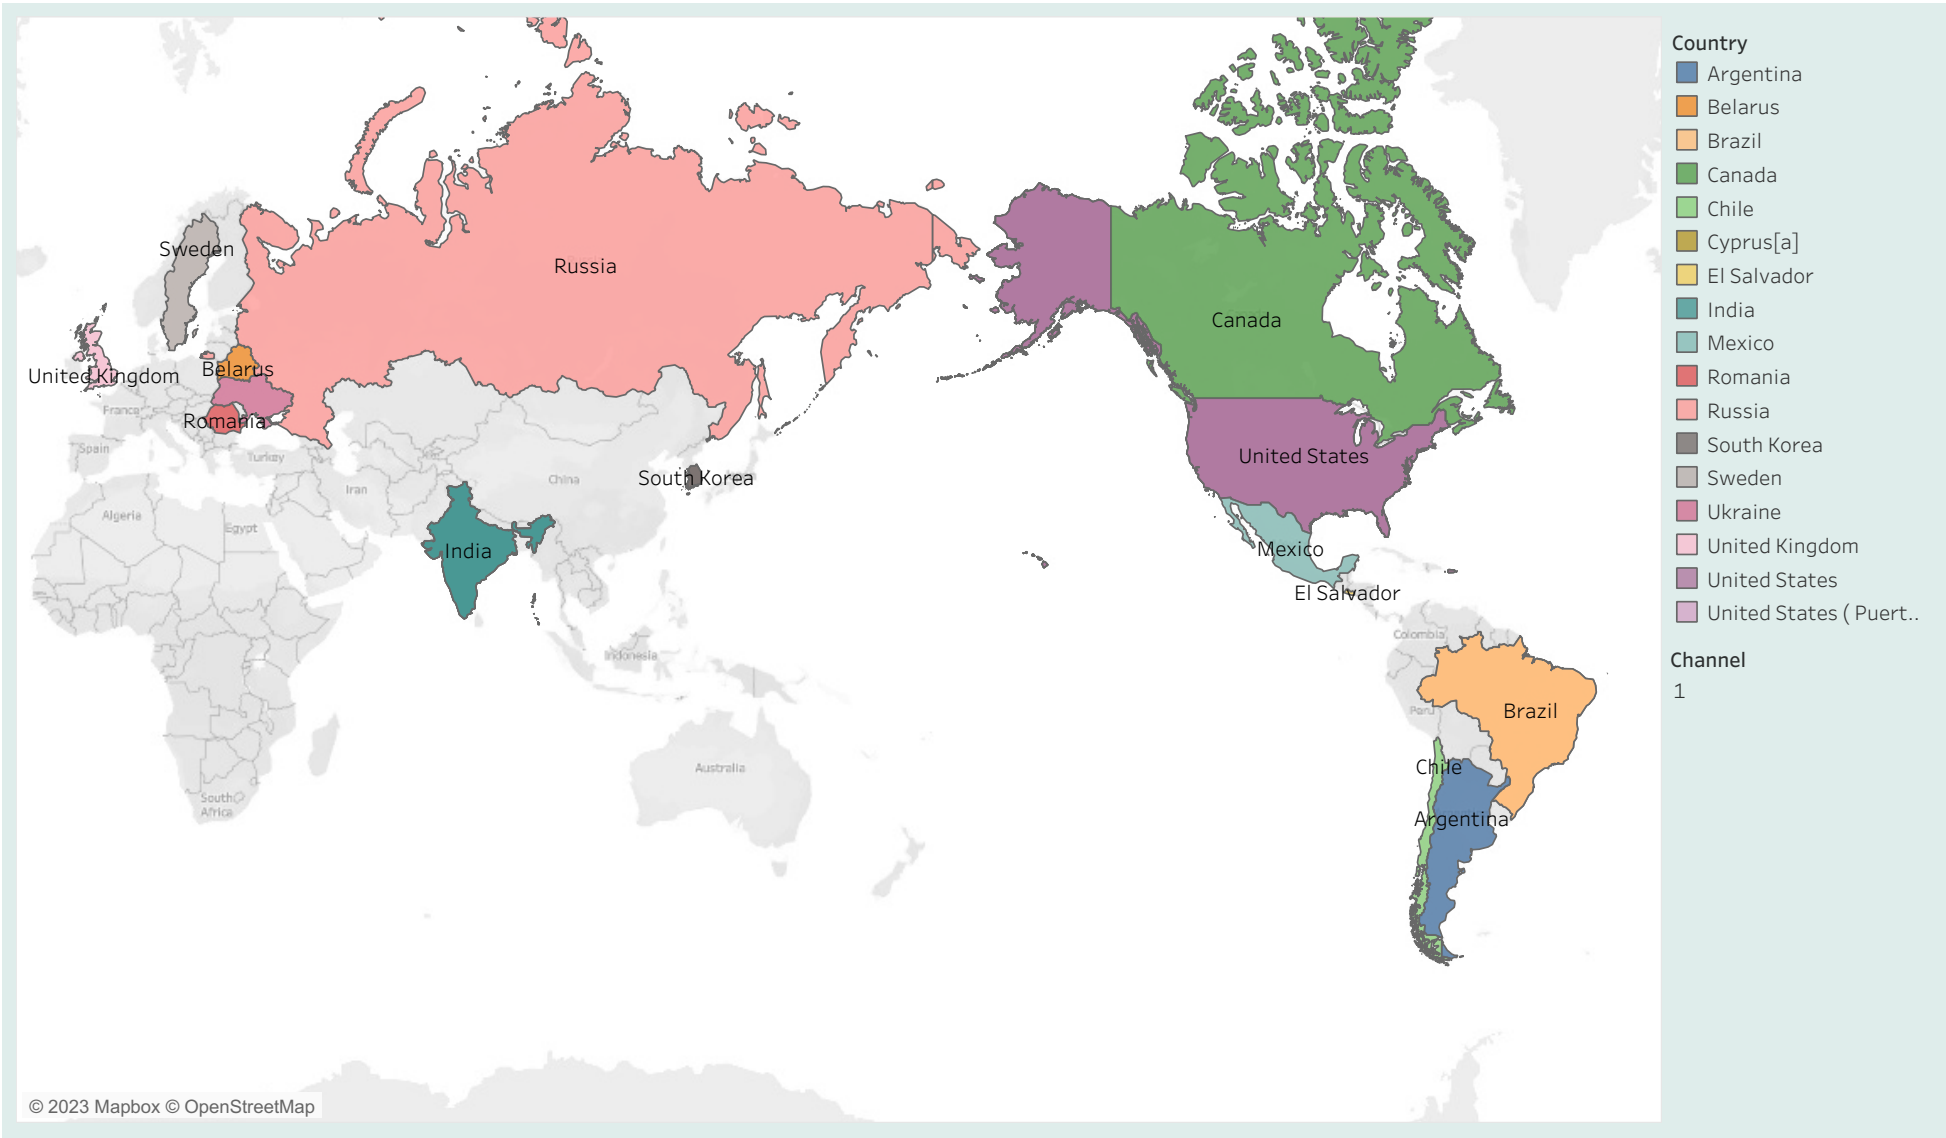 Sweden
Russia
Canada
United Kingdom
Belarus
France
Romania
Spain
Turkey
United States
Iran
China
South Korea
Algeria
Egypt
India
Mexico
El Salvador
Colombia
Indonesia
Peru
Brazil
Australia
Chile
South
Africa
Argentina
© 2023 Mapbox © OpenStreetMap
Country
Argentina
Belarus
Brazil
Canada
Chile
Cyprus[a]
El Salvador
India
Mexico
Romania
Russia
South Korea
Sweden
Ukraine
United Kingdom
United States
United States ( Puert..
Channel
1